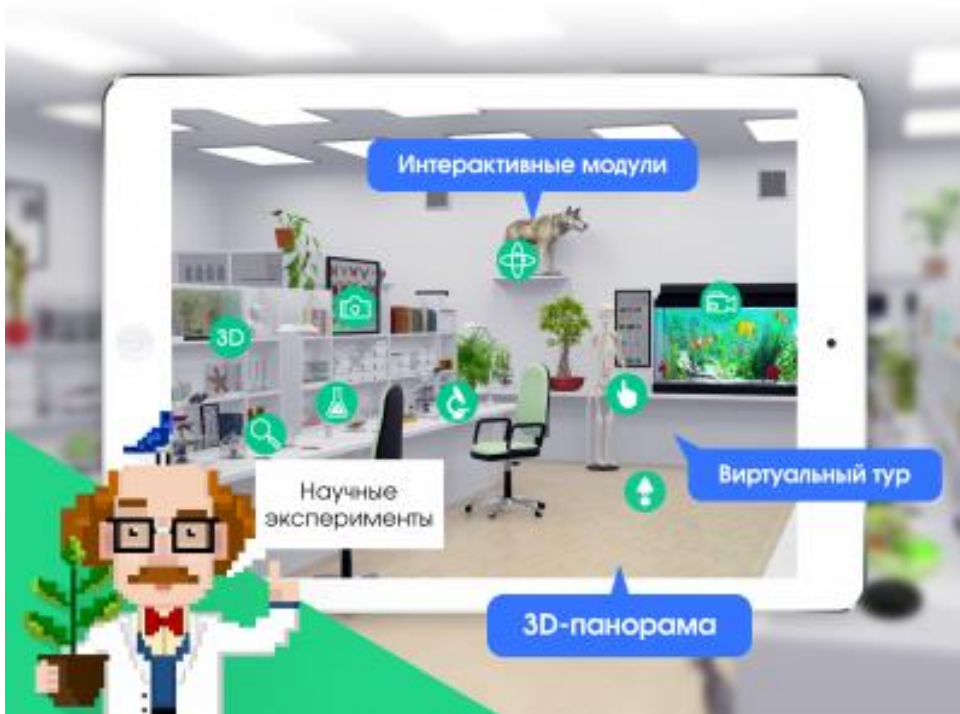 Интерактивные модули
3D
Виртуальный тур
Научные
эксперименты
3D-панорама